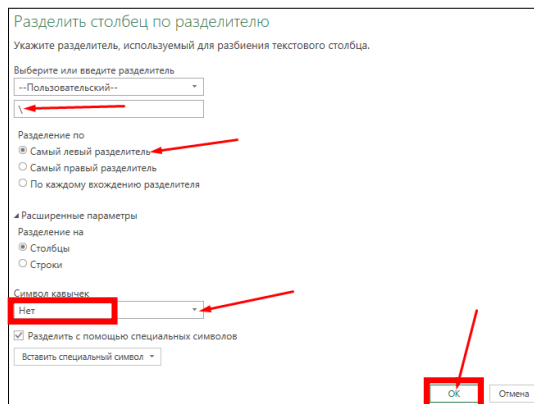 Разделить столбец по разделителю
Укажите разделитель, используемый для разбиения текстового столбца.
Выберите или введите разделитель
--Пользовательский--
\
Разделение по
Самый левый разделитель
Самый правый разделитель
По каждому вхождению разделителя
Расширенные параметры
Разделение на
Столбцы
Строки
Символ кавычек
Нет
Разделить с помощью специальных символов
Вставить специальный символ
ОК Отмена